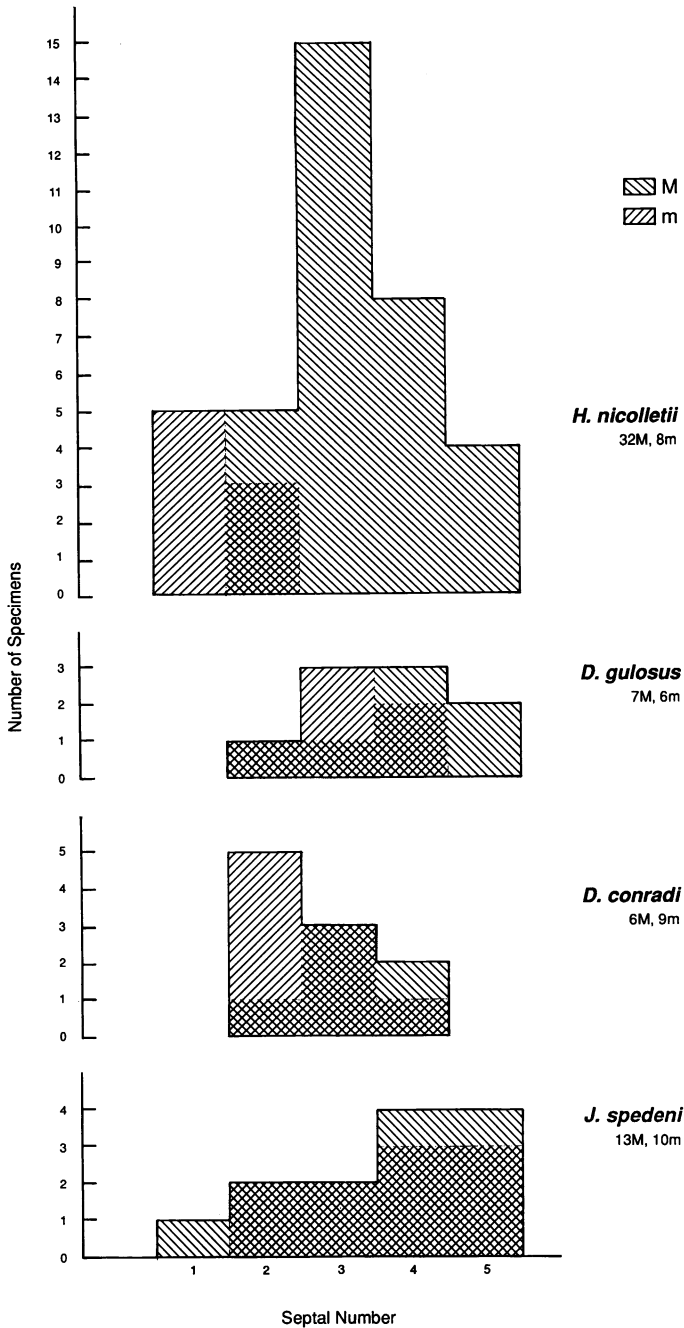 15
14
13
12
11
10
9
8
7
6
5
4
3
2
1
0
M
m
H. nicolletii
32M, 8m
Number of Specimens
3
2
1
0
D. gulosus
7M, 6m
5
4
3
2
1
0
D. conradi
6M, 9m
4
3
2
1
0
J. spedeni
13M, 10m
1 2 3 4 5
Septal Number